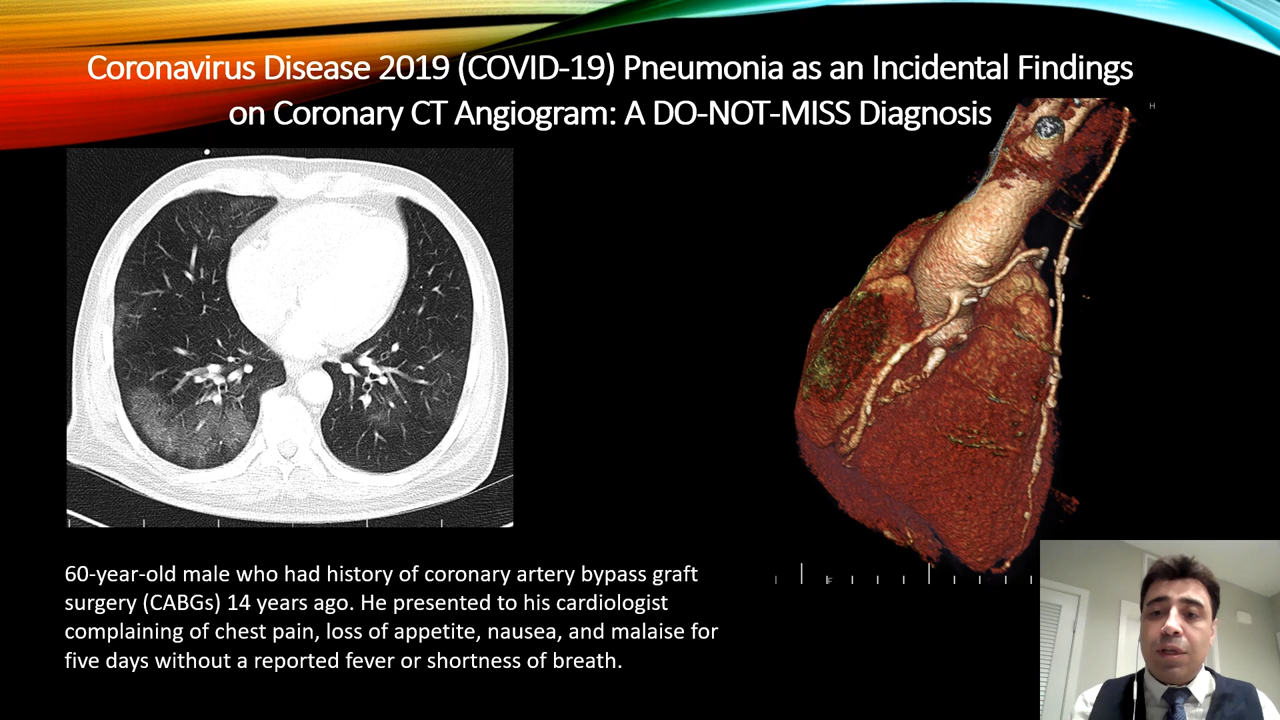 Coronavirus Disease 2019 (COVID-19) Pneumonia as an Incidental Findings
on Coronary CT Angiogram: A DO-NOT-MISS Diagnosis
H
60-year-old male who had history of coronary artery bypass graft
surgery (CABGs) 14 years ago. He presented to his cardiologist
complaining of chest pain, loss of appetite, nausea, and malaise for
five days without a reported fever or shortness of breath.